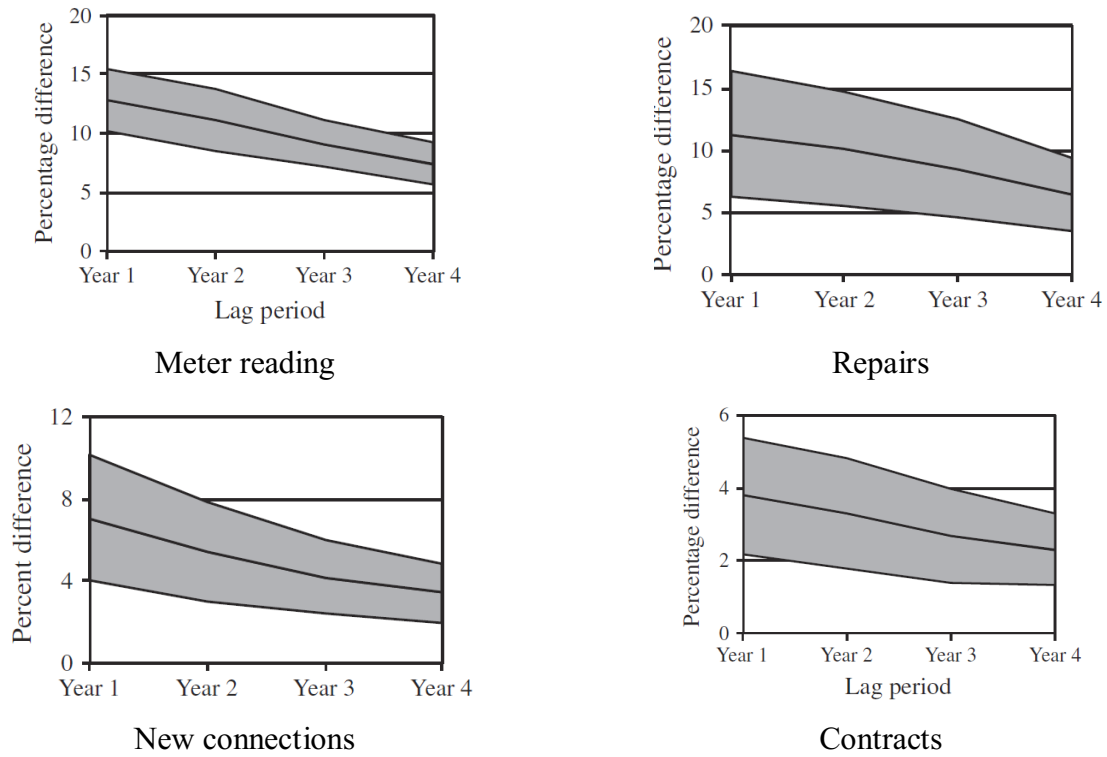 20
15
10
5
0
Percentage difference
Year 1 Year 2 Year 3 Year 4
Lag period
Meter reading
20
15
10
5
0
Percentage difference
Year 1 Year 2 Year 3 Year 4
Repairs
12
8
4
0
Percent difference
Year 1 Year 2 Year 3 Year 4
New connections
6
4
2
0
Percentage difference
Year 1 Year 2 Year 3 Year 4
Lag period
Contracts